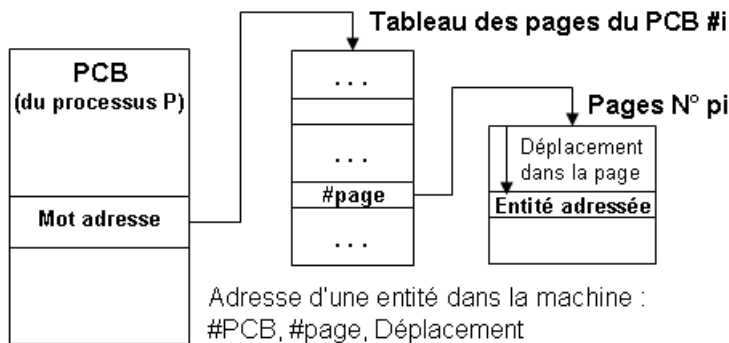 Tableau des pages du PCB #i
PCB
(du processus P)
Mot adresse
...
...
#page
...
Pages N° pi
Déplacement
dans la page
Entité adressée
Adresse d'une entité dans la machine :
#PCB, #page, Déplacement